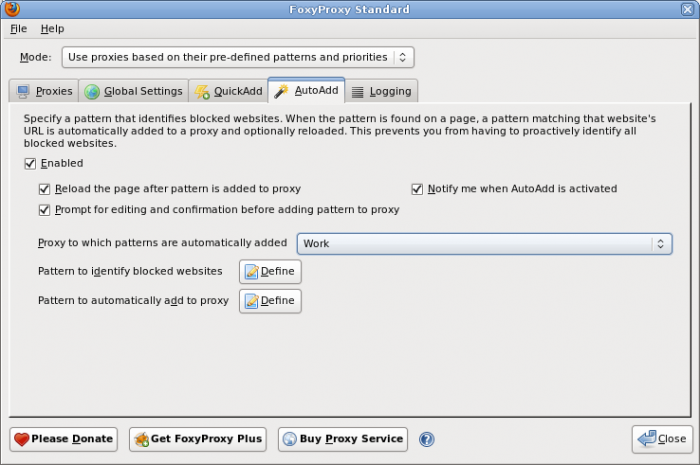 FoxyProxy Standard
File Help
Mode: Use proxies based on their pre-defined patterns and priorities
Proxies Global Settings QuickAdd AutoAdd Logging
Specify a pattern that identifies blocked websites. When the pattern is found on a page, a pattern matching that website's
URL is automatically added to a proxy and optionally reloaded. This prevents you from having to proactively identify all
blocked websites.
Enabled
Reload the page after pattern is added to proxy Notify me when AutoAdd is activated
Prompt for editing and confirmation before adding pattern to proxy
Proxy to which patterns are automatically added Work
Pattern to identify blocked websites Define
Pattern to automatically add to proxy Define
Please Donate Get FoxyProxy Plus Buy Proxy Service ? Close